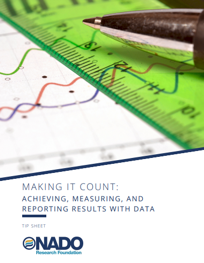 MAKING IT COUNT:
ACHIEVING, MEASURING, AND
REPORTING RESULTS WITH DATA
TIP SHEET
NADO
Research Foundation